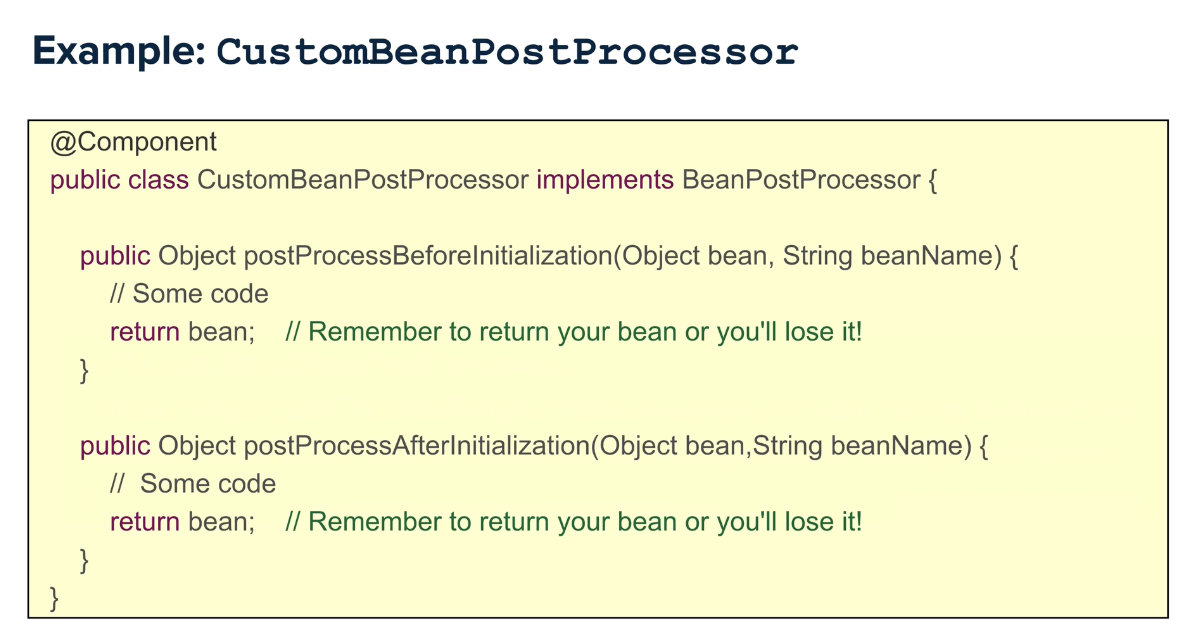 Example: CustomBeanPostProcessor
@Component
public class CustomBeanPostProcessor implements BeanPostProcessor {
public Object postProcessBeforeInitialization(Object bean, String beanName) {
// Some code
return bean; // Remember to return your bean or you'll lose it!
}
public Object postProcessAfterInitialization(Object bean,String beanName) {
// Some code
return bean; // Remember to return your bean or you'll lose it!
}
}